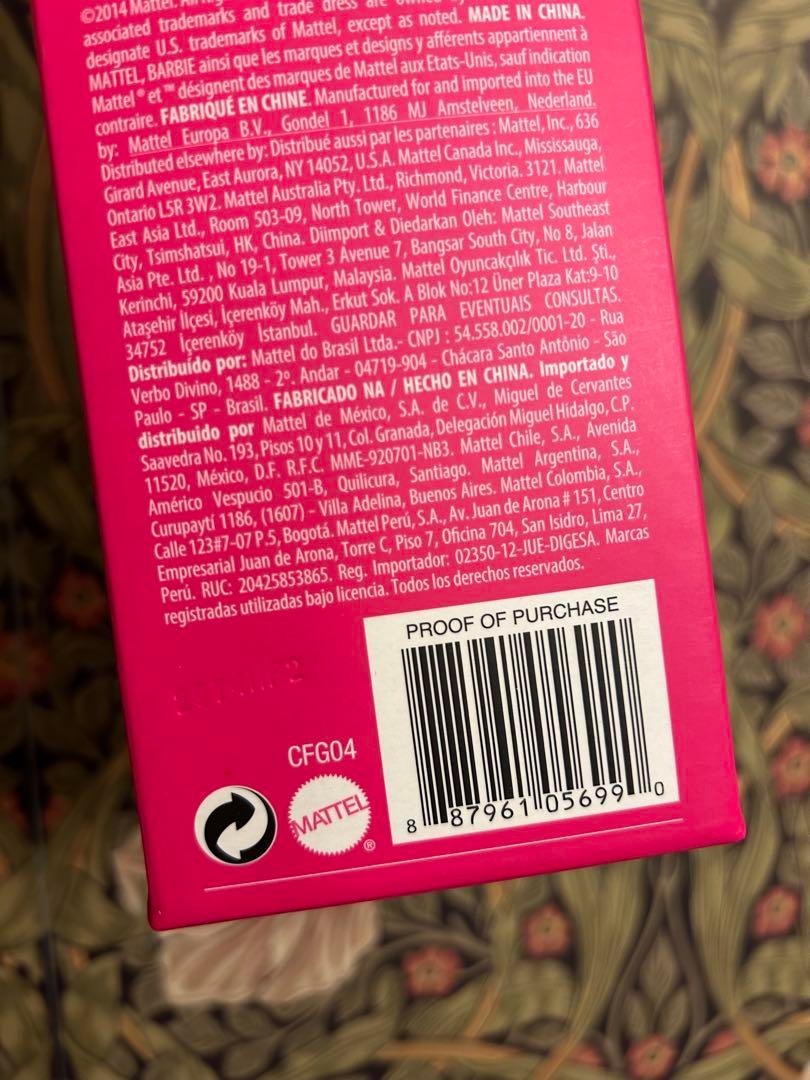 ©2014 Mattel. All
associated trademarks and trade dress are owned by
designate U.S. trademarks of Mattel, except as noted. MADE IN CHINA.
MATTEL, BARBIE ainsi que les marques et designs y afférents appartiennent à
Mattel ® et ™ désignent des marques de Mattel aux Etats-Unis, sauf indication
contraire. FABRIQUÉ EN CHINE. Manufactured for and imported into the EU
by: Mattel Europa B.V., Gondel 1, 1186 MJ Amstelveen, Nederland.
Distributed elsewhere by: Distribué aussi par les partenaires : Mattel, Inc., 636
Girard Avenue, East Aurora, NY 14052, U.S.A. Mattel Canada Inc., Mississauga,
Ontario L5R 3W2. Mattel Australia Pty. Ltd., Richmond, Victoria. 3121. Mattel
East Asia Ltd., Room 503-09, North Tower, World Finance Centre, Harbour
City, Tsimshatsui, HK, China. Diimport & Diedarkan Oleh: Mattel Southeast
Asia Pte. Ltd. , No 19-1, Tower 3 Avenue 7, Bangsar South City, No 8, Jalan
Kerinchi, 59200 Kuala Lumpur, Malaysia. Mattel Oyuncakçılık Tic. Ltd. Şti.,
Ataşehir İlçesi, İçerenköy Mah., Erkut Sok. A Blok No:12 Üner Plaza Kat:9-10
34752 İçerenköy İstanbul. GUARDAR PARA EVENTUAIS CONSULTAS.
Distribuído por: Mattel do Brasil Ltda.- CNPJ : 54.558.002/0001-20 - Rua
Verbo Divino, 1488 - 2º. Andar - 04719-904 - Chácara Santo Antônio - São
Paulo - SP - Brasil. FABRICADO NA / HECHO EN CHINA. Importado y
distribuido por Mattel de México, S.A. de C.V., Miguel de Cervantes
Saavedra No. 193, Pisos 10 y 11, Col. Granada, Delegación Miguel Hidalgo, C.P.
11520, México, D.F. R.F.C. MME-920701-NB3. Mattel Chile, S.A., Avenida
Américo Vespucio 501-B, Quilicura, Santiago. Mattel Argentina, S.A.,
Curupaytí 1186, (1607) - Villa Adelina, Buenos Aires. Mattel Colombia, S.A.,
Calle 123#7-07 P.5, Bogotá. Mattel Perú, S.A., Av. Juan de Arona # 151, Centro
Empresarial Juan de Arona, Torre C, Piso 7, Oficina 704, San Isidro, Lima 27,
Perú. RUC: 20425853865. Reg. Importador: 02350-12-JUE-DIGESA. Marcas
registradas utilizadas bajo licencia. Todos los derechos reservados.
PROOF OF PURCHASE
CFG04
MATTEL ®
8 87961 05699 0